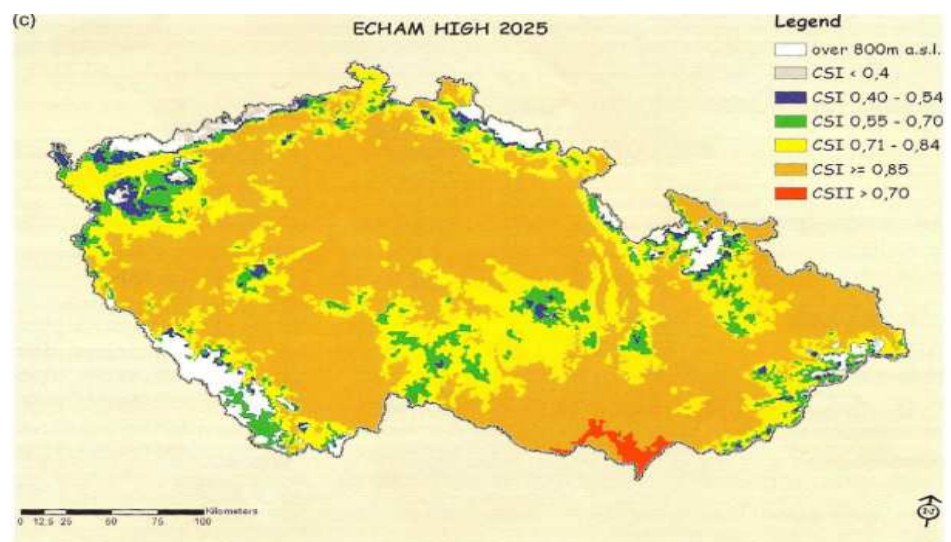 (c)
ECHAM HIGH 2025
Legend
over 800m a.s.l.
CSI < 0,4
CSI 0,40 - 0,54
CSI 0,55 - 0,70
CSI 0,71 - 0,84
CSI >= 0,85
CSII > 0,70
Kilometers
0 12,5 25 50 75 100
N